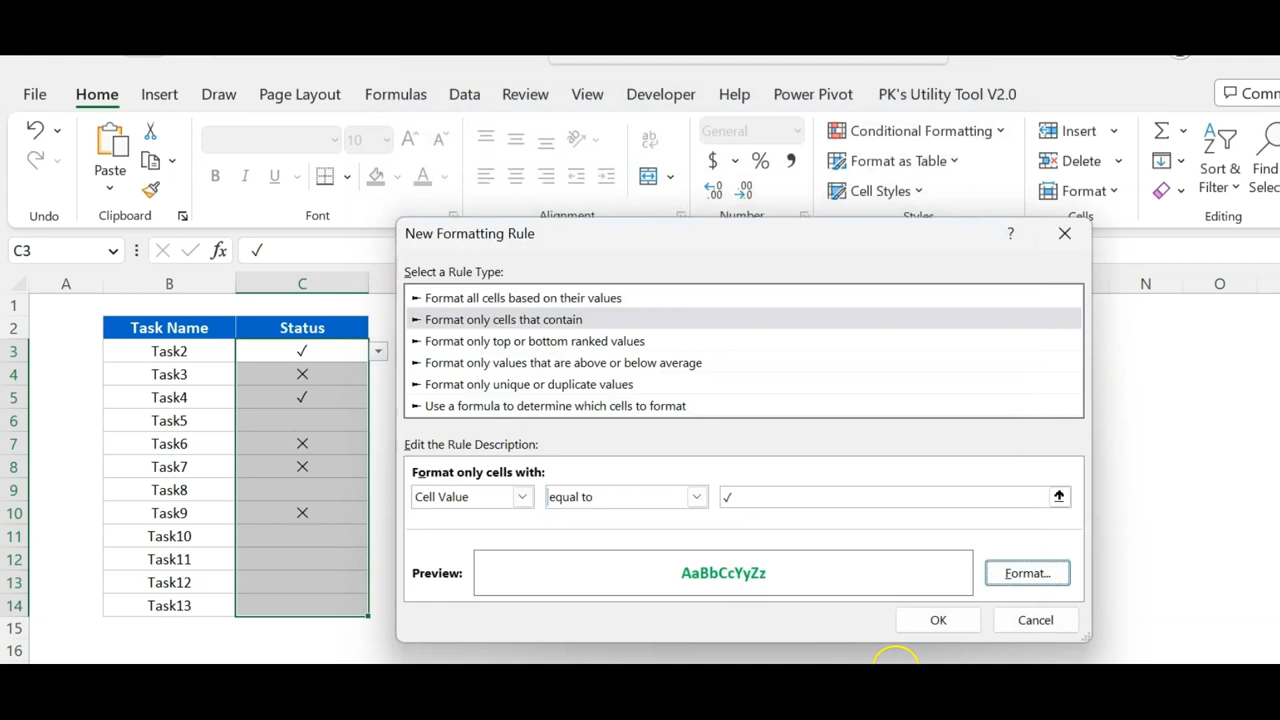 File Home Insert Draw Page Layout Formulas Data Review View Developer Help Power Pivot PK's Utility Tool V2.0 Comm
10 General Conditional Formatting Insert
Paste $ % Format as Table Delete Sort & Find
Cell Styles Format Filter Selec
Undo Clipboard Font Alignment Number Styles Cells Editing
C3 fx ✓
New Formatting Rule ?
Select a Rule Type:
► Format all cells based on their values
► Format only cells that contain
► Format only top or bottom ranked values
► Format only values that are above or below average
► Format only unique or duplicate values
► Use a formula to determine which cells to format
Edit the Rule Description:
Format only cells with:
Cell Value equal to ✓
Preview: AaBbCcYyZz Format...
OK Cancel
A B C N O
1
2 Task Name Status
3 Task2 ✓
4 Task3 ✕
5 Task4 ✓
6 Task5
7 Task6 ✕
8 Task7 ✕
9 Task8
10 Task9 ✕
11 Task10
12 Task11
13 Task12
14 Task13
15
16